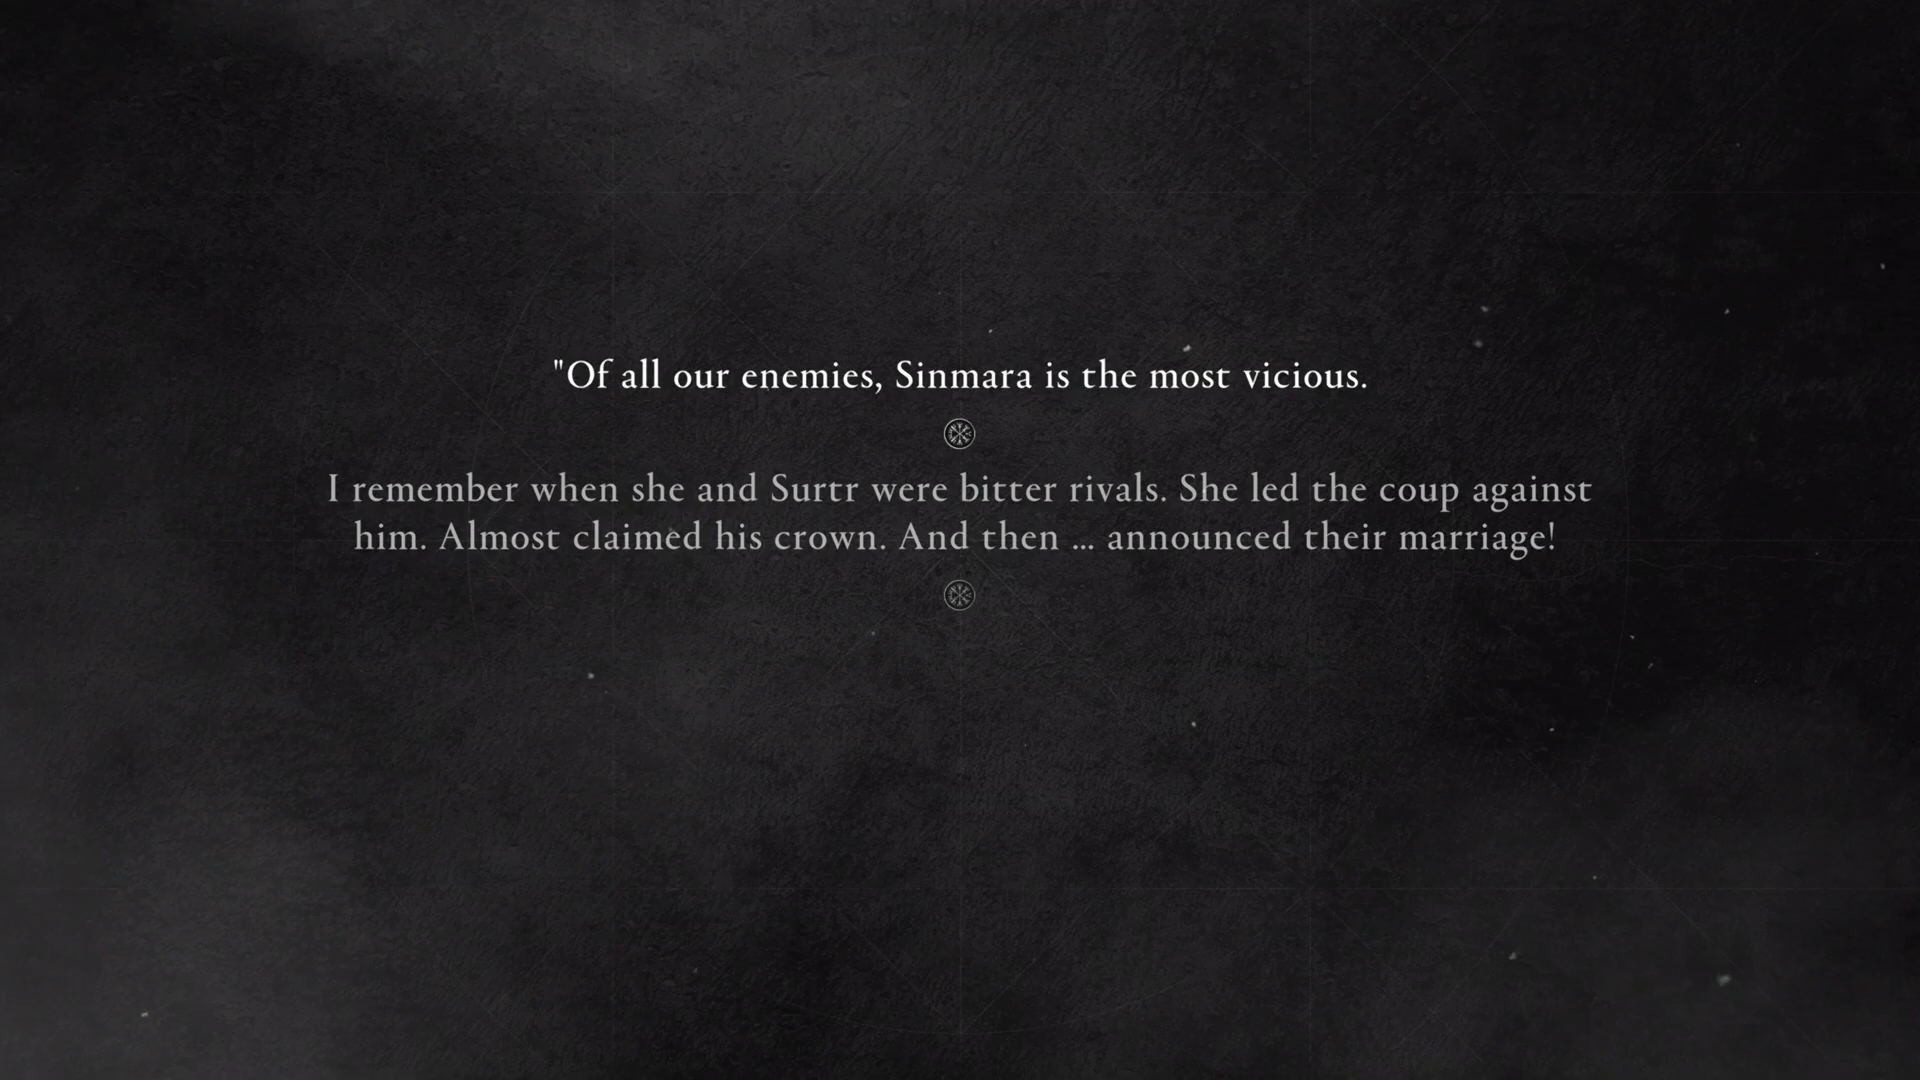 "Of all our enemies, Sinmara is the most vicious.
I remember when she and Surtr were bitter rivals. She led the coup against
him. Almost claimed his crown. And then ... announced their marriage!